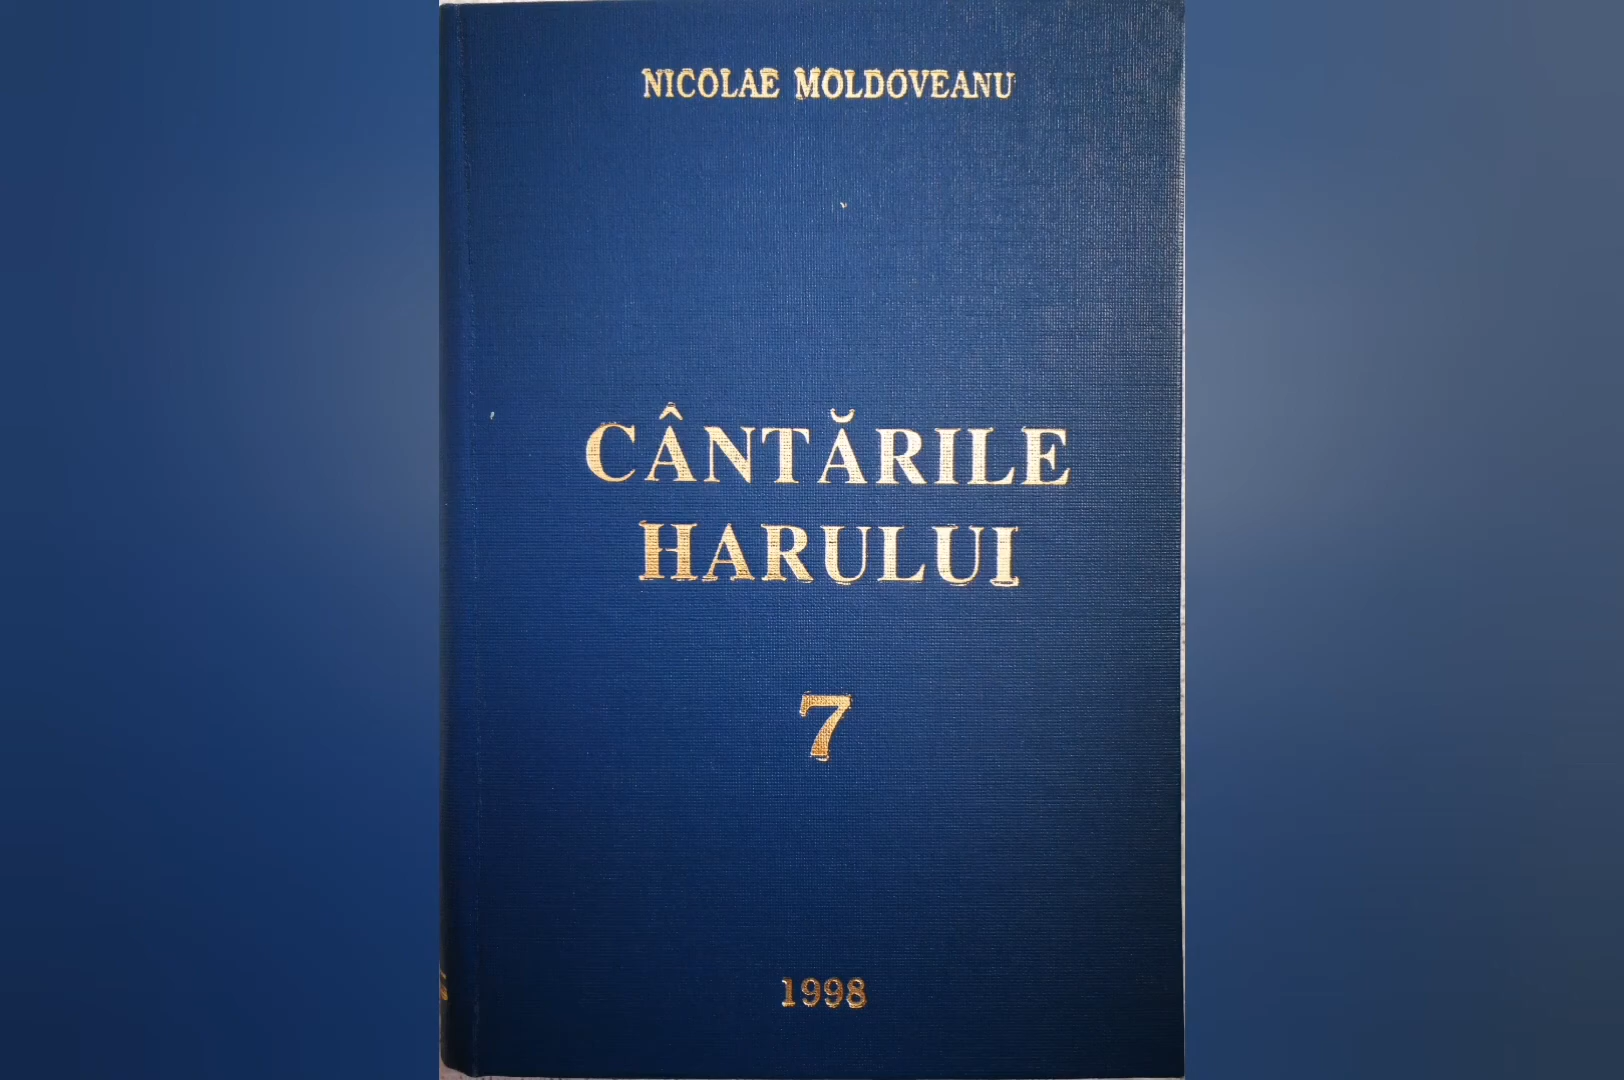 NICOLAE MOLDOVEANU
CÂNTĂRILE
HARULUI
7
1998